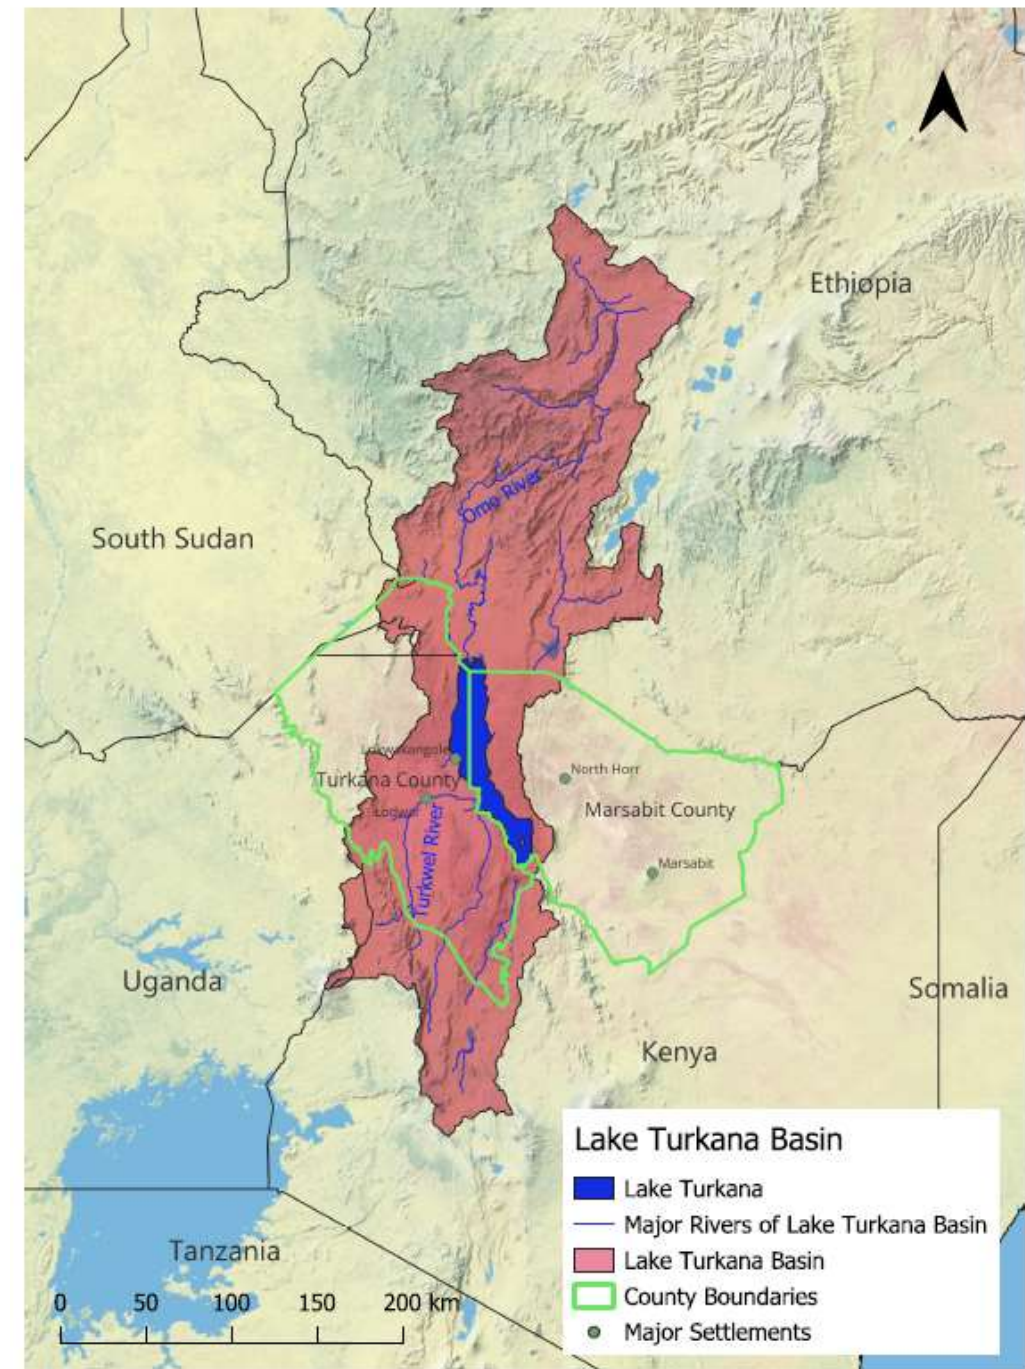 Ethiopia
Omo River
South Sudan
North Horr
Turkana County
Marsabit County
Turkwel River
Marsabit
Uganda
Somalia
Kenya
Tanzania
Lake Turkana Basin
Lake Turkana
Major Rivers of Lake Turkana Basin
Lake Turkana Basin
County Boundaries
Major Settlements
0 50 100 150 200 km